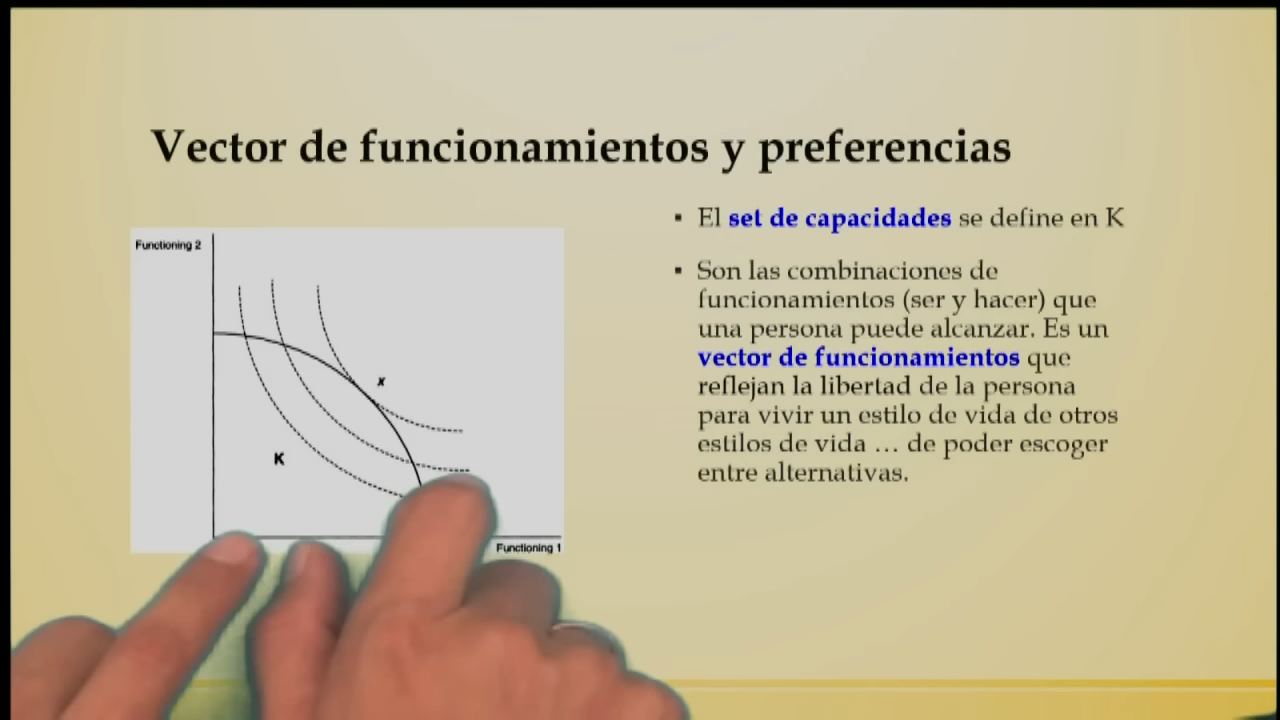 Vector de funcionamientos y preferencias
Functioning 2
x
K
Functioning 1
▪ El set de capacidades se define en K
▪ Son las combinaciones de
funcionamientos (ser y hacer) que
una persona puede alcanzar. Es un
vector de funcionamientos que
reflejan la libertad de la persona
para vivir un estilo de vida de otros
estilos de vida … de poder escoger
entre alternativas.